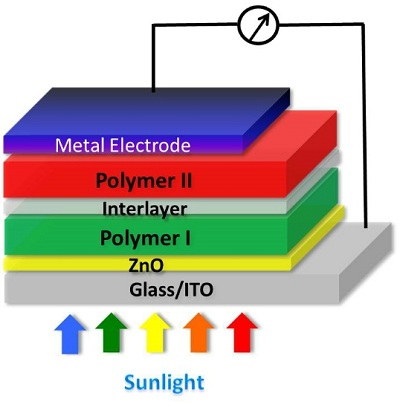 Metal Electrode
Polymer II
Interlayer
Polymer I
ZnO
Glass/ITO
Sunlight